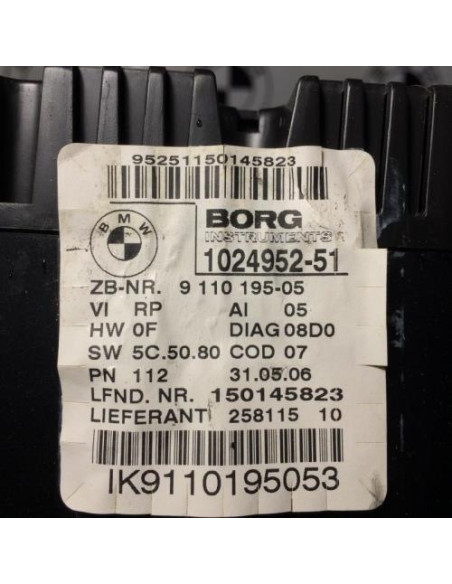 95251150145823
BMW
BORG
INSTRUMENTS
1024952-51
ZB-NR. 9 110 195-05
VI RP AI 05
HW 0F DIAG 08D0
SW 5C.50.80 COD 07
PN 112 31.05.06
LFND. NR. 150145823
LIEFERANT 258115 10
IK9110195053